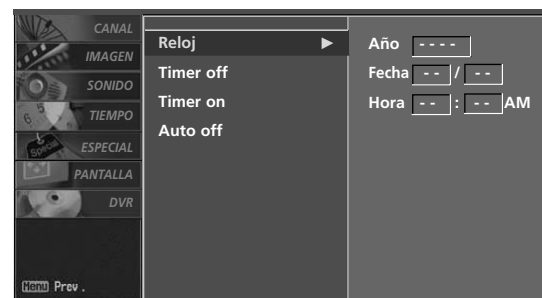 CANAL
IMAGEN
SONIDO
TIEMPO
ESPECIAL
PANTALLA
DVR
Menu Prev.
Reloj ►
Timer off
Timer on
Auto off
Año - - - -
Fecha - - / - -
Hora - - : - - AM